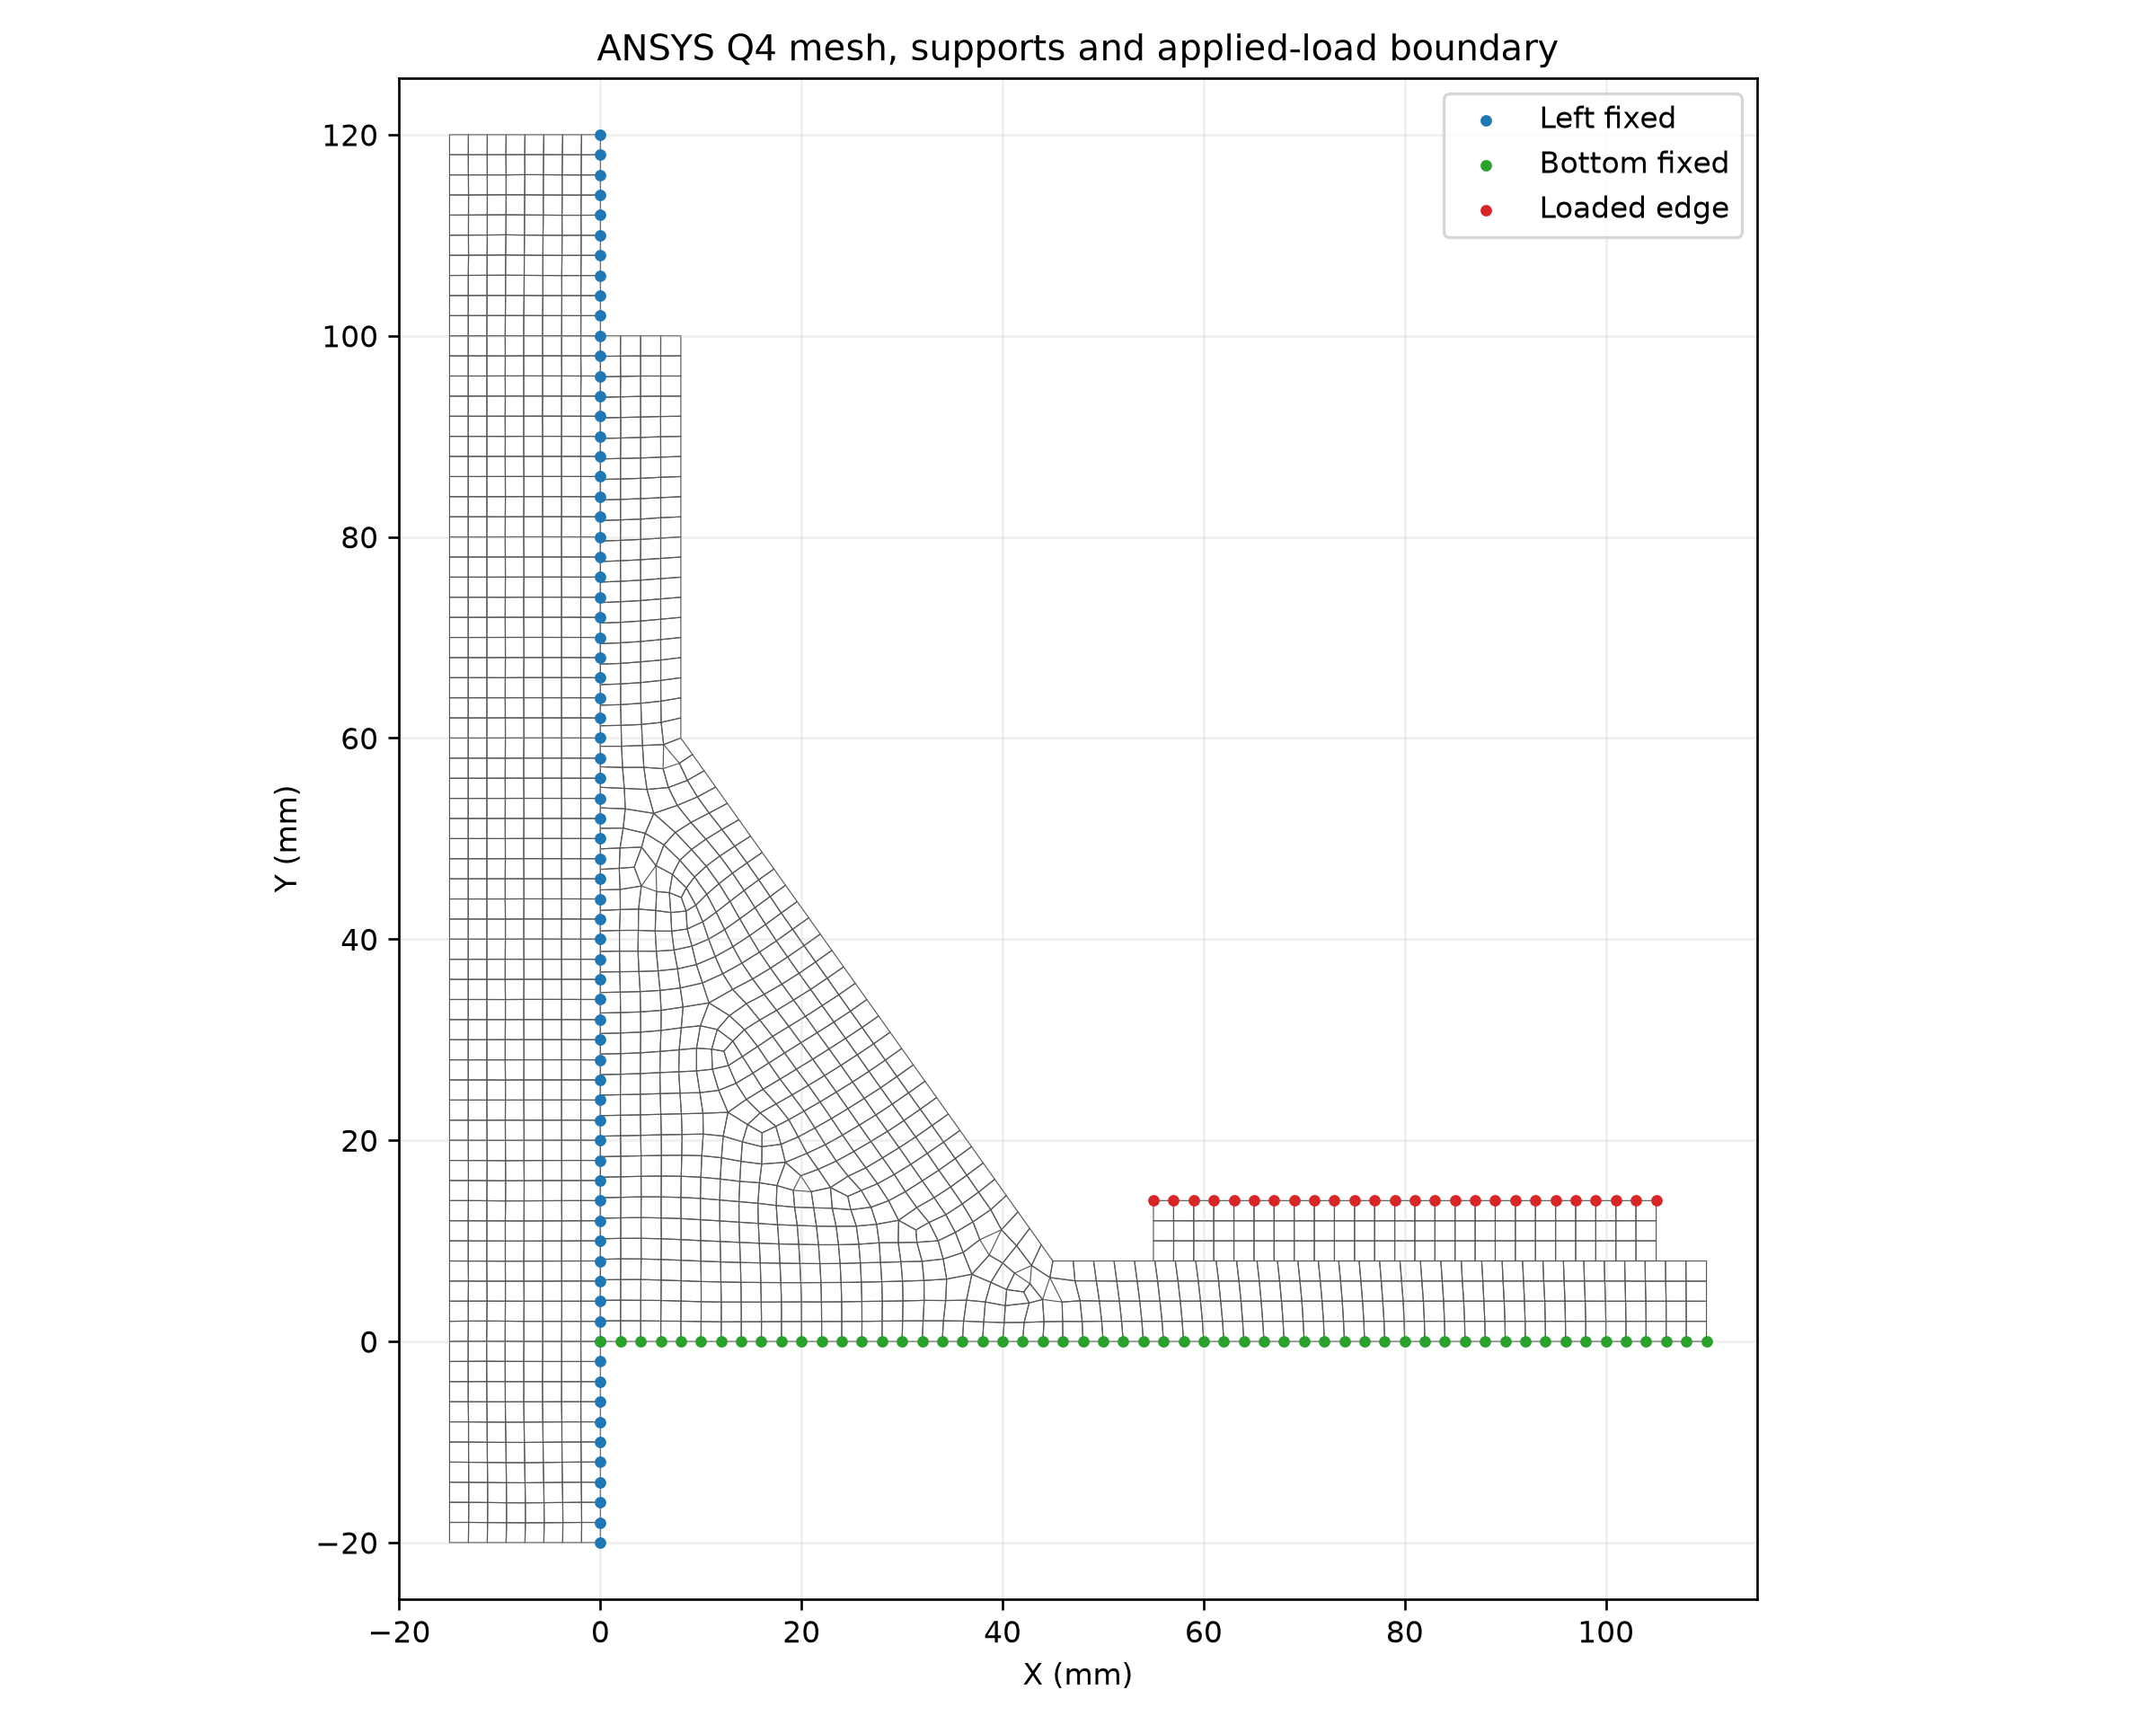 ANSYS Q4 mesh, supports and applied-load boundary
Left fixed
Bottom fixed
Loaded edge
120
100
80
60
40
20
0
−20
Y (mm)
−20
0
20
40
60
80
100
X (mm)